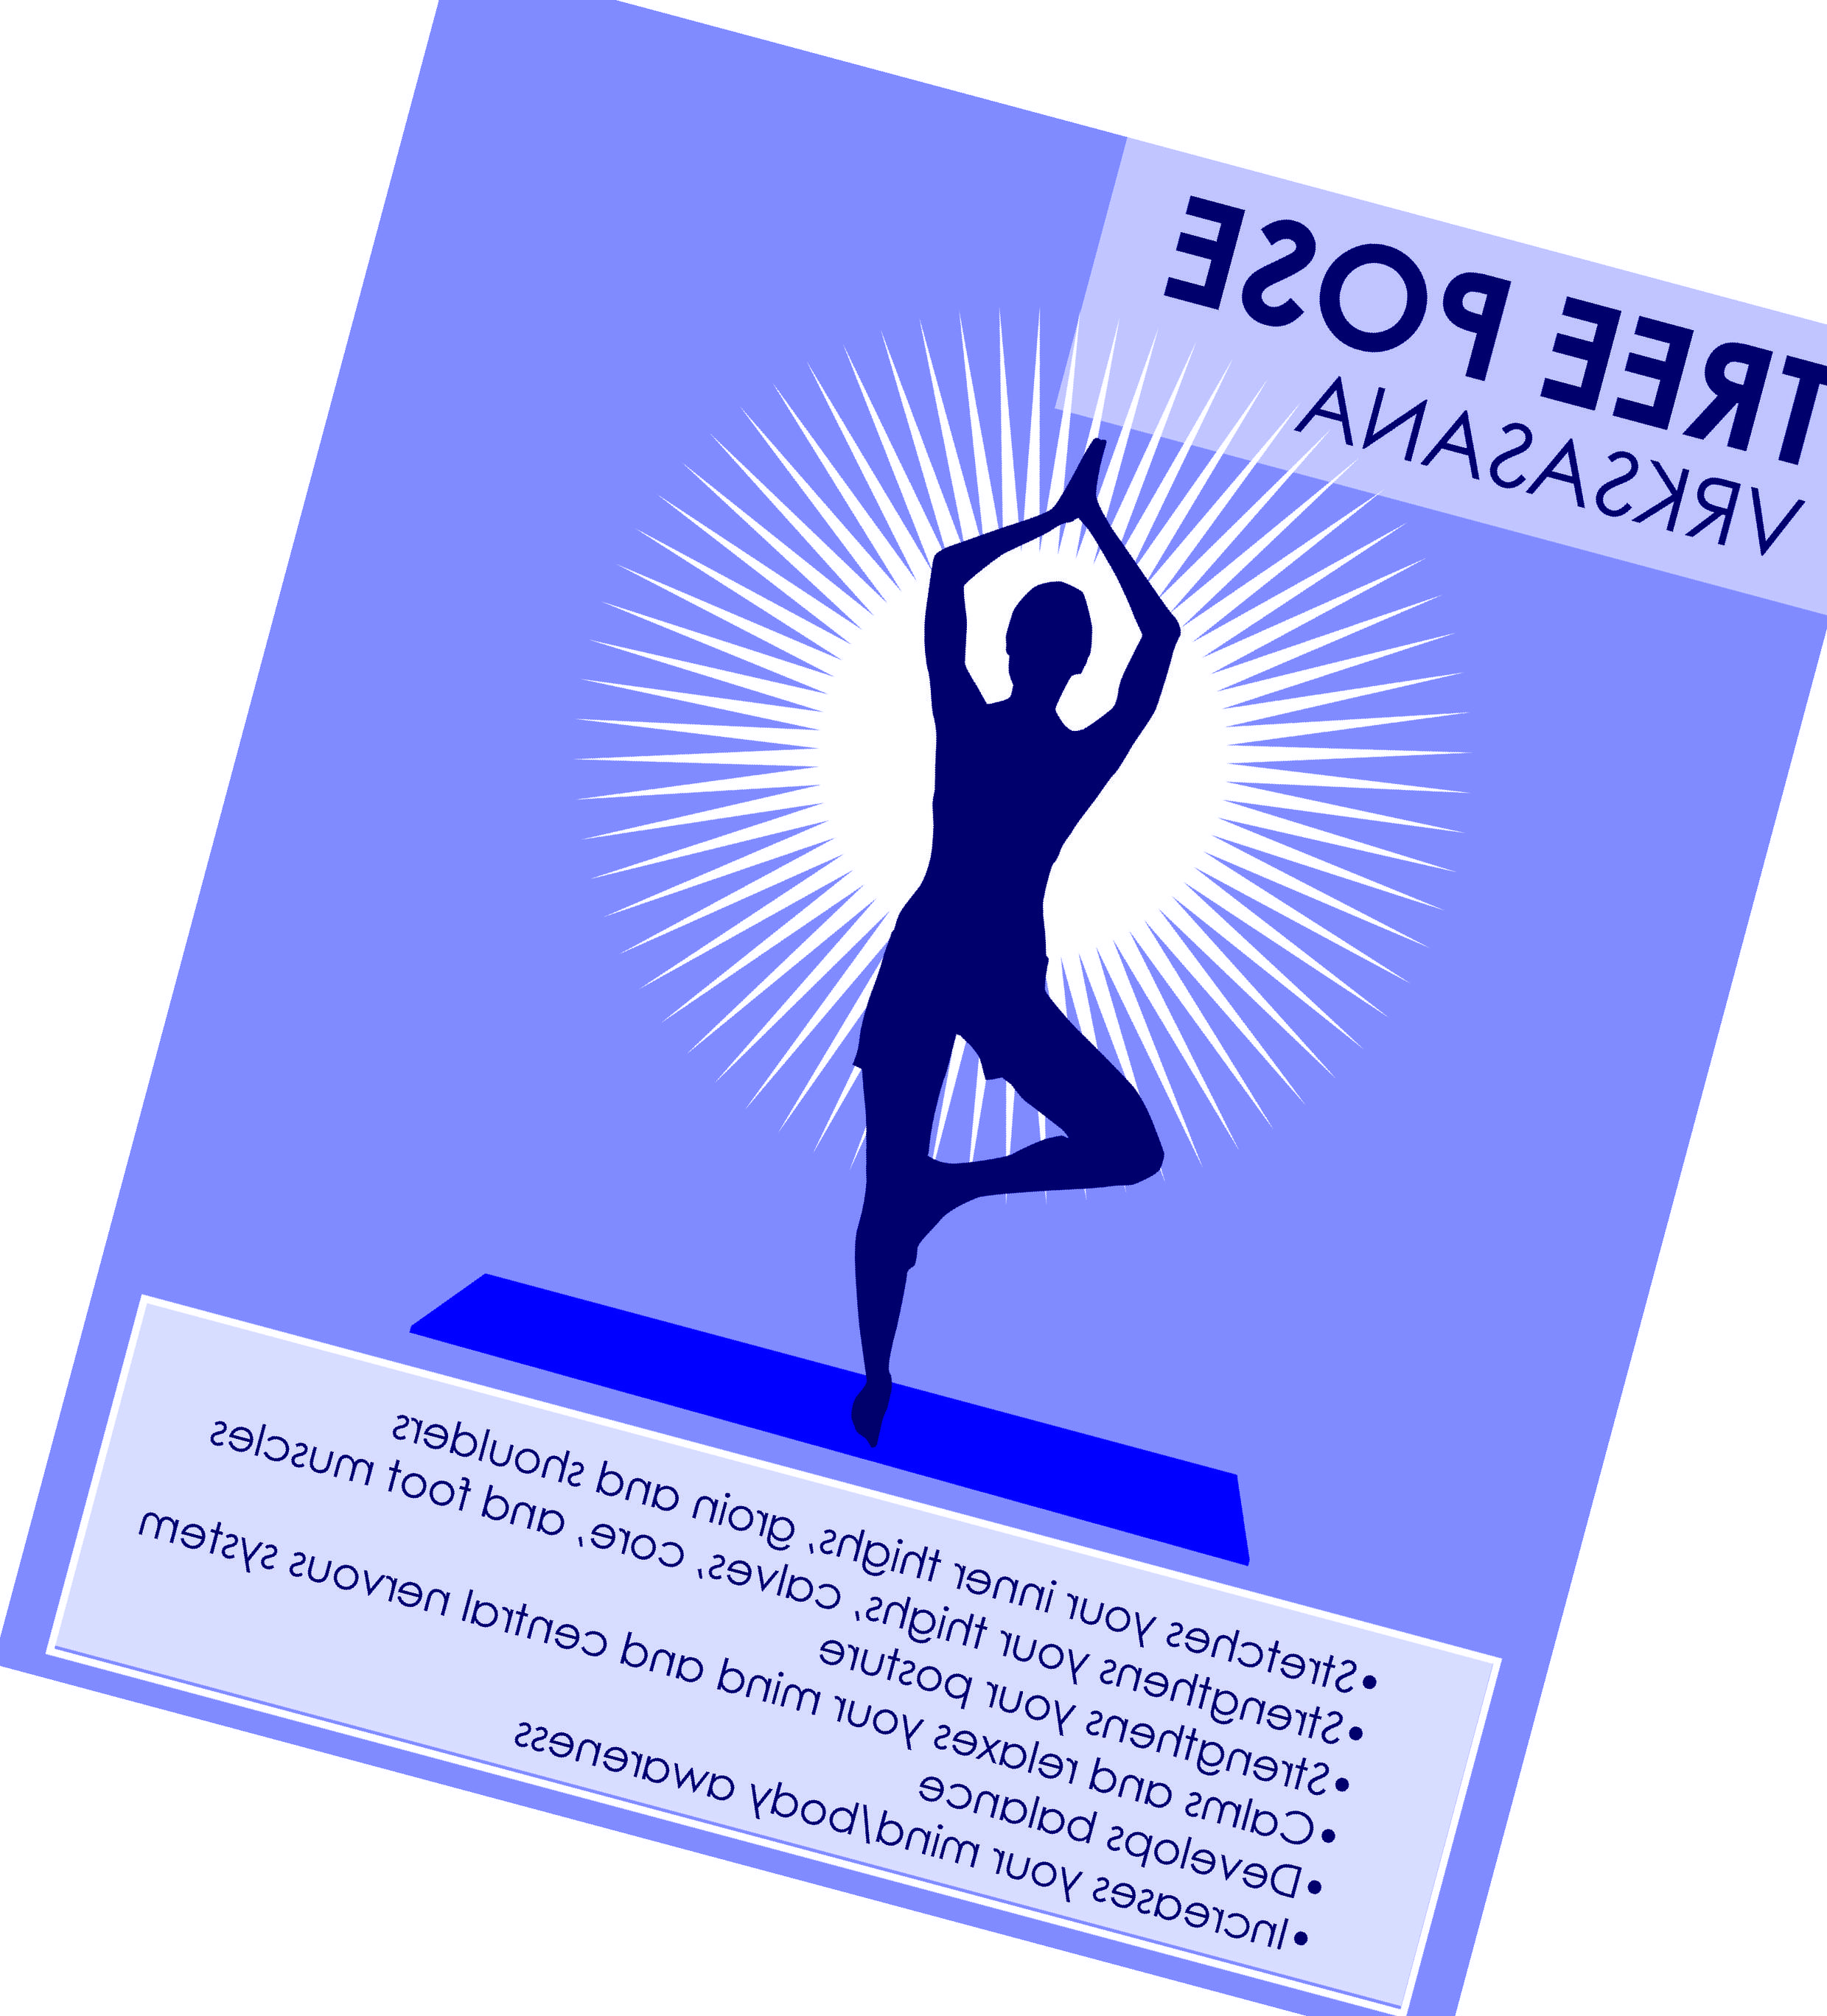 TREE POSE
VRKSASANA
•Stretches your inner thighs, groin and shoulders
•Strengthens your thighs, calves, core, and foot muscles
•Strengthens your posture
•Calms and relaxes your mind and central nervous system
•Develops balance
•Increases your mind/body awareness